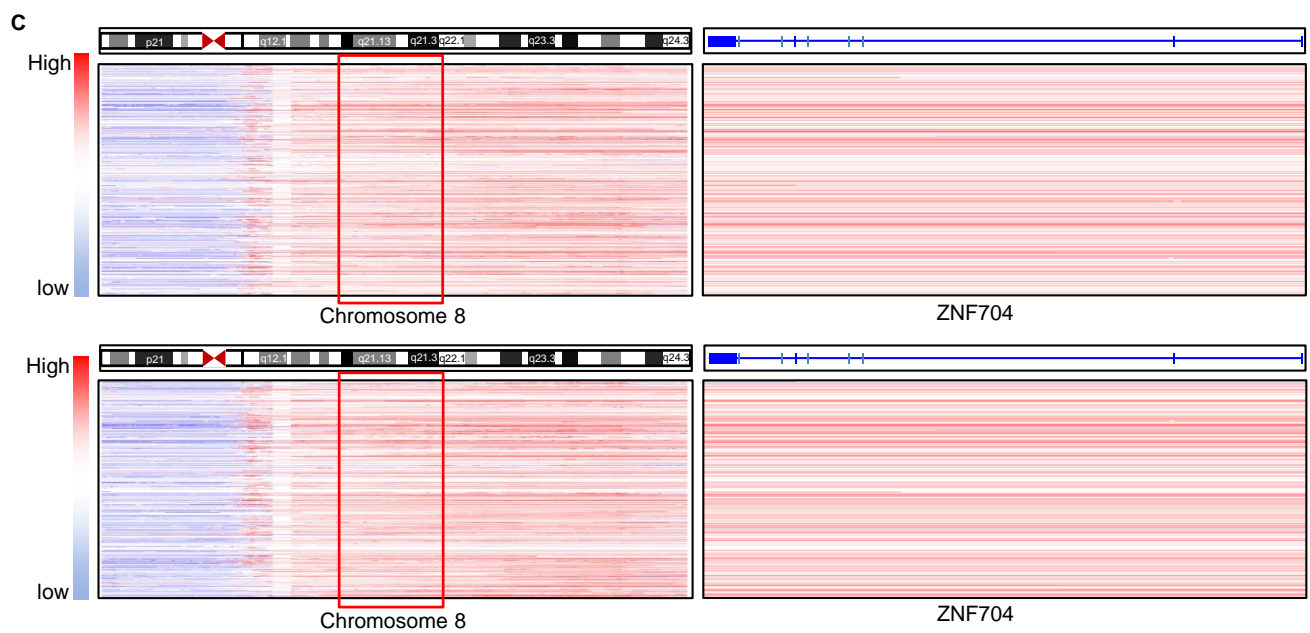 C
p21 q12.1 q21.13 q21.3 q22.1 q23.3 q24.3
High
low
Chromosome 8
ZNF704
p21 q12.1 q21.13 q21.3 q22.1 q23.3 q24.3
High
low
Chromosome 8
ZNF704